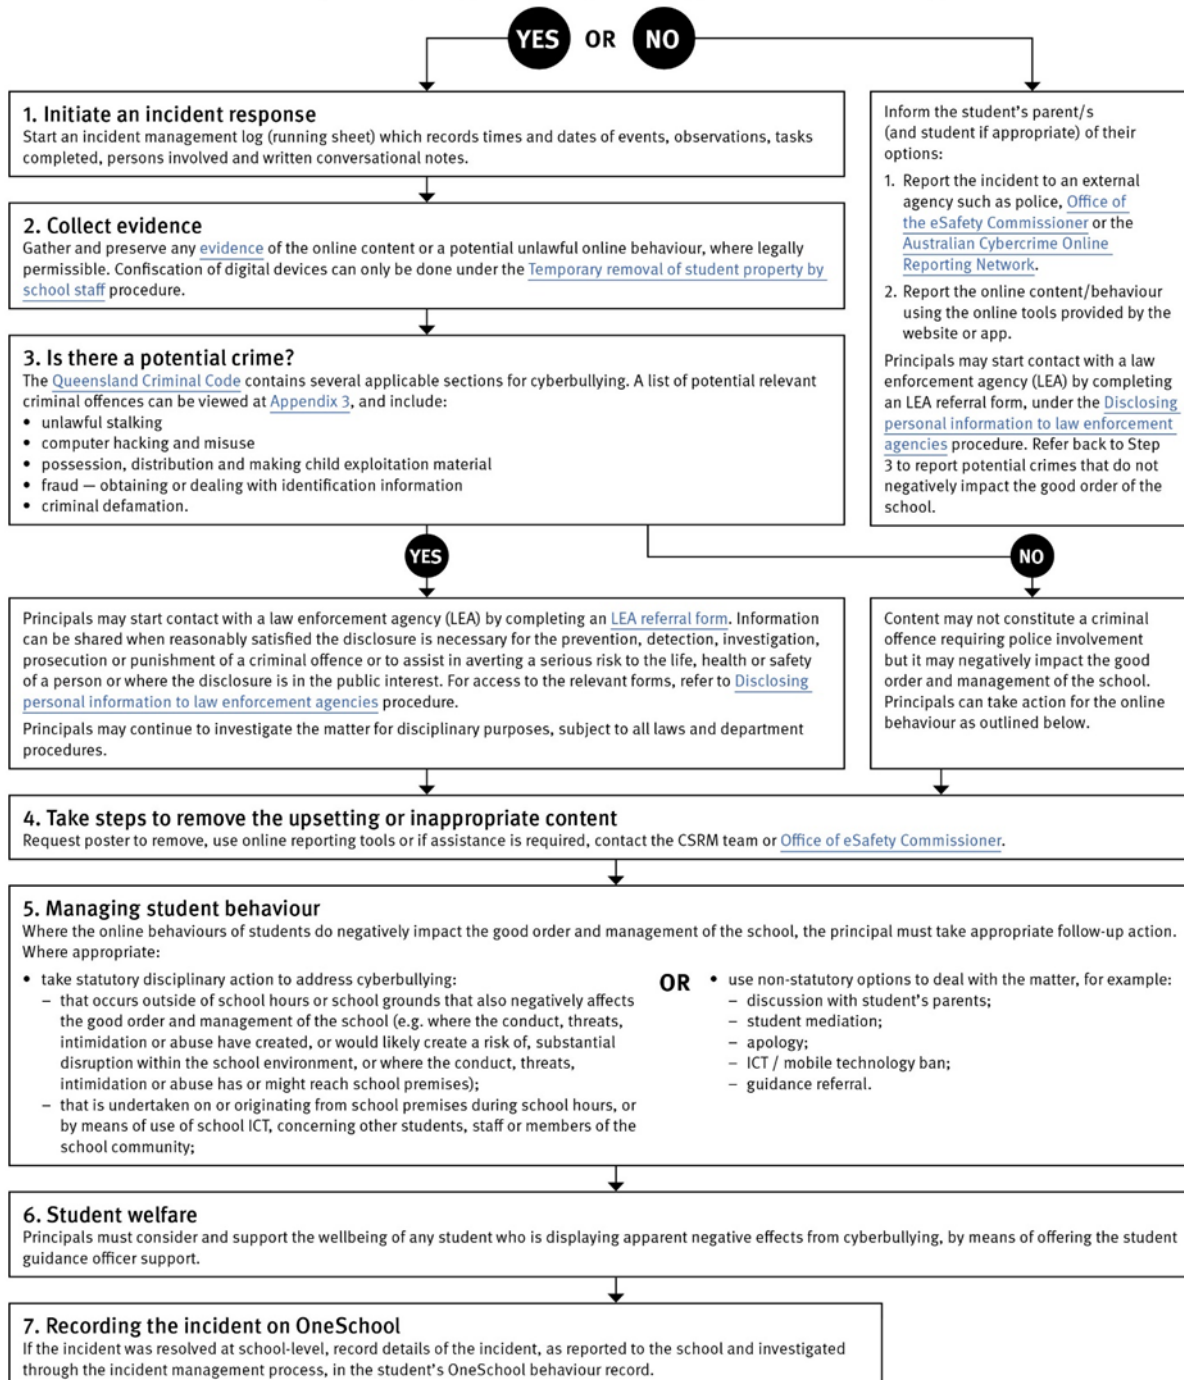 YES OR NO
1. Initiate an incident response
Start an incident management log (running sheet) which records times and dates of events, observations, tasks
completed, persons involved and written conversational notes.
2. Collect evidence
Gather and preserve any evidence of the online content or a potential unlawful online behaviour, where legally
permissible. Confiscation of digital devices can only be done under the Temporary removal of student property by
school staff procedure.
3. Is there a potential crime?
The Queensland Criminal Code contains several applicable sections for cyberbullying. A list of potential relevant
criminal offences can be viewed at Appendix 3, and include:
• unlawful stalking
• computer hacking and misuse
• possession, distribution and making child exploitation material
• fraud — obtaining or dealing with identification information
• criminal defamation.
Inform the student's parent/s
(and student if appropriate) of their
options:
1. Report the incident to an external
agency such as police, Office of
the eSafety Commissioner or the
Australian Cybercrime Online
Reporting Network.
2. Report the online content/behaviour
using the online tools provided by the
website or app.
Principals may start contact with a law
enforcement agency (LEA) by completing
an LEA referral form, under the Disclosing
personal information to law enforcement
agencies procedure. Refer back to Step
3 to report potential crimes that do not
negatively impact the good order of the
school.
YES
NO
Principals may start contact with a law enforcement agency (LEA) by completing an LEA referral form. Information
can be shared when reasonably satisfied the disclosure is necessary for the prevention, detection, investigation,
prosecution or punishment of a criminal offence or to assist in averting a serious risk to the life, health or safety
of a person or where the disclosure is in the public interest. For access to the relevant forms, refer to Disclosing
personal information to law enforcement agencies procedure.
Principals may continue to investigate the matter for disciplinary purposes, subject to all laws and department
procedures.
Content may not constitute a criminal
offence requiring police involvement
but it may negatively impact the good
order and management of the school.
Principals can take action for the online
behaviour as outlined below.
4. Take steps to remove the upsetting or inappropriate content
Request poster to remove, use online reporting tools or if assistance is required, contact the CSRM team or Office of eSafety Commissioner.
5. Managing student behaviour
Where the online behaviours of students do negatively impact the good order and management of the school, the principal must take appropriate follow-up action.
Where appropriate:
• take statutory disciplinary action to address cyberbullying:
– that occurs outside of school hours or school grounds that also negatively affects
the good order and management of the school (e.g. where the conduct, threats,
intimidation or abuse have created, or would likely create a risk of, substantial
disruption within the school environment, or where the conduct, threats,
intimidation or abuse has or might reach school premises);
– that is undertaken on or originating from school premises during school hours, or
by means of use of school ICT, concerning other students, staff or members of the
school community;
OR
• use non-statutory options to deal with the matter, for example:
– discussion with student's parents;
– student mediation;
– apology;
– ICT / mobile technology ban;
– guidance referral.
6. Student welfare
Principals must consider and support the wellbeing of any student who is displaying apparent negative effects from cyberbullying, by means of offering the student
guidance officer support.
7. Recording the incident on OneSchool
If the incident was resolved at school-level, record details of the incident, as reported to the school and investigated
through the incident management process, in the student's OneSchool behaviour record.